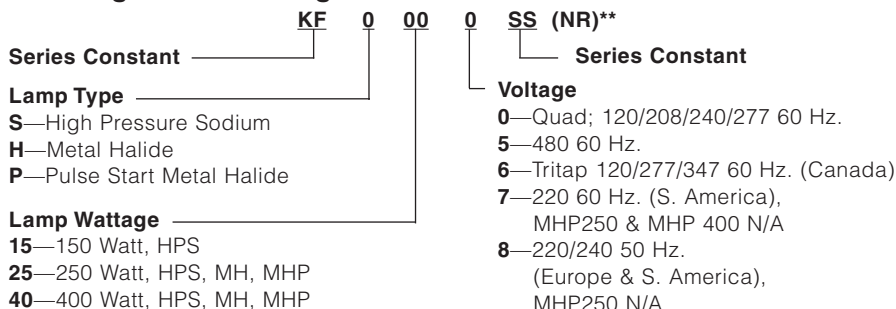 KF 0 00 0 SS (NR)**
Series Constant
Series Constant
Lamp Type
S—High Pressure Sodium
H—Metal Halide
P—Pulse Start Metal Halide
Lamp Wattage
15—150 Watt, HPS
25—250 Watt, HPS, MH, MHP
40—400 Watt, HPS, MH, MHP
Voltage
0—Quad; 120/208/240/277 60 Hz.
5—480 60 Hz.
6—Tritap 120/277/347 60 Hz. (Canada)
7—220 60 Hz. (S. America),
MHP250 & MHP 400 N/A
8—220/240 50 Hz.
(Europe & S. America),
MHP250 N/A